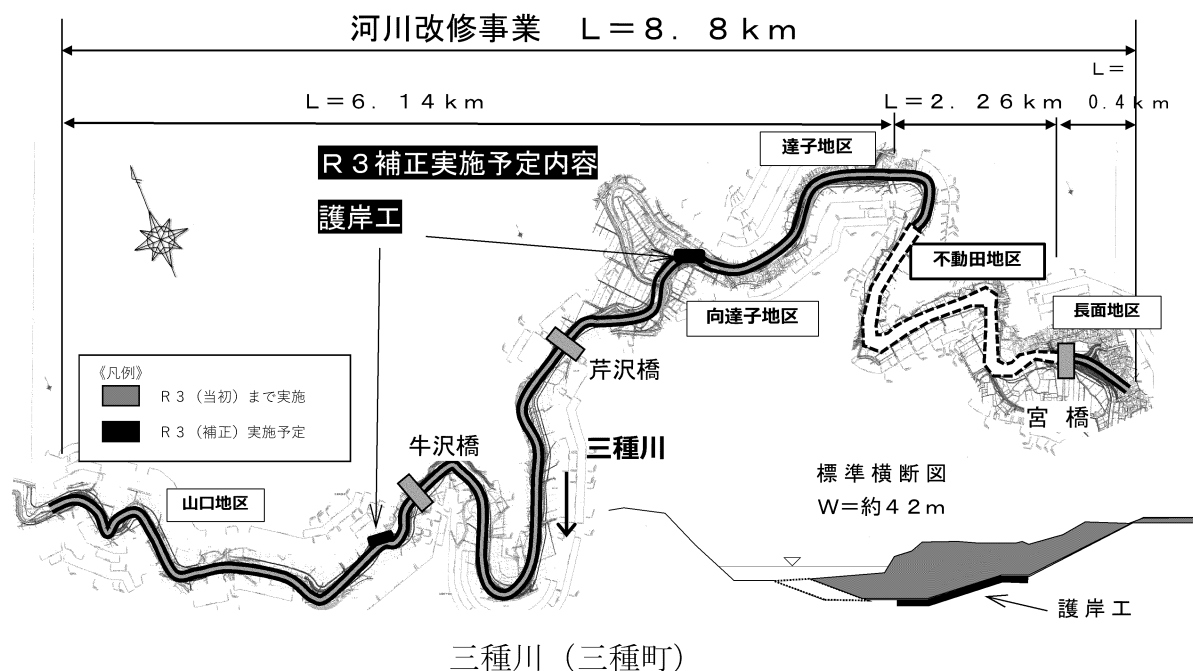 河川改修事業　L＝8．8km
L＝
L＝6．14km
L＝2．26km
0.4km
達子地区
R3補正実施予定内容
護岸工
不動田地区
向達子地区
長面地区
芹沢橋
《凡例》
R3（当初）まで実施
R3（補正）実施予定
宮橋
牛沢橋
三種川
標準横断図
W＝約42m
山口地区
護岸工
三種川（三種町）